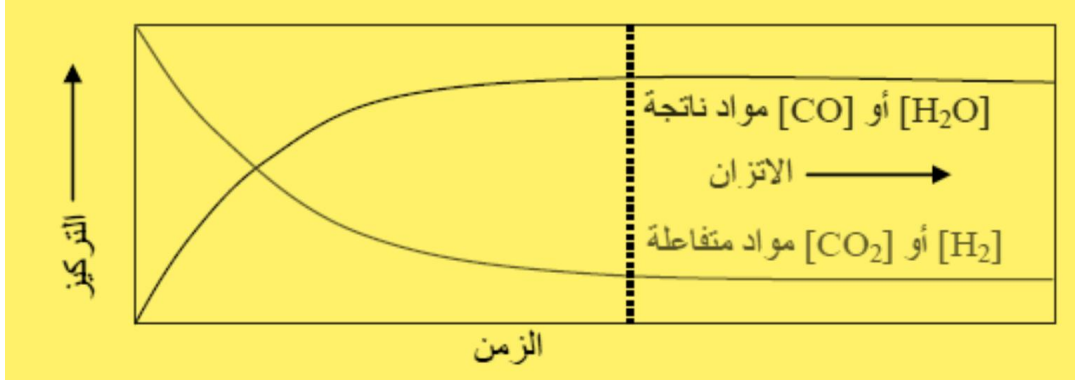 [H₂O] أو [CO] مواد ناتجة
الاتزان
[H₂] أو [CO₂] مواد متفاعلة
التركيز
الزمن